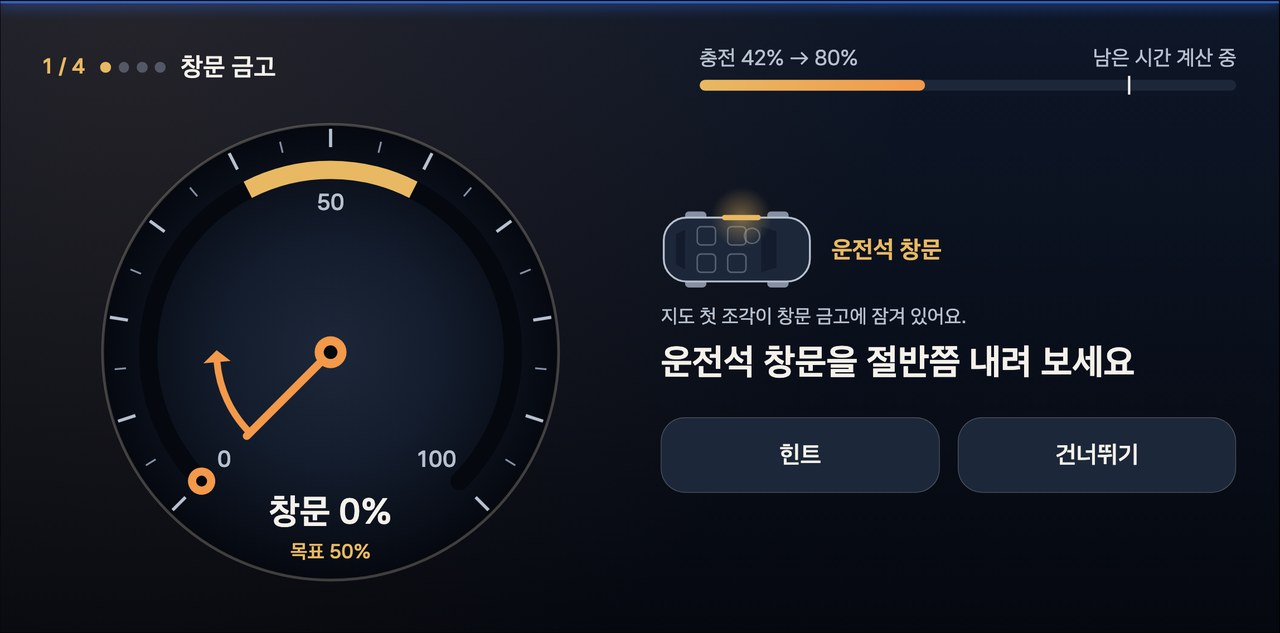 1 / 4 창문 금고
충전 42% → 80%
남은 시간 계산 중
50
0
100
창문 0%
목표 50%
운전석 창문
지도 첫 조각이 창문 금고에 잠겨 있어요.
운전석 창문을 절반쯤 내려 보세요
힌트
건너뛰기